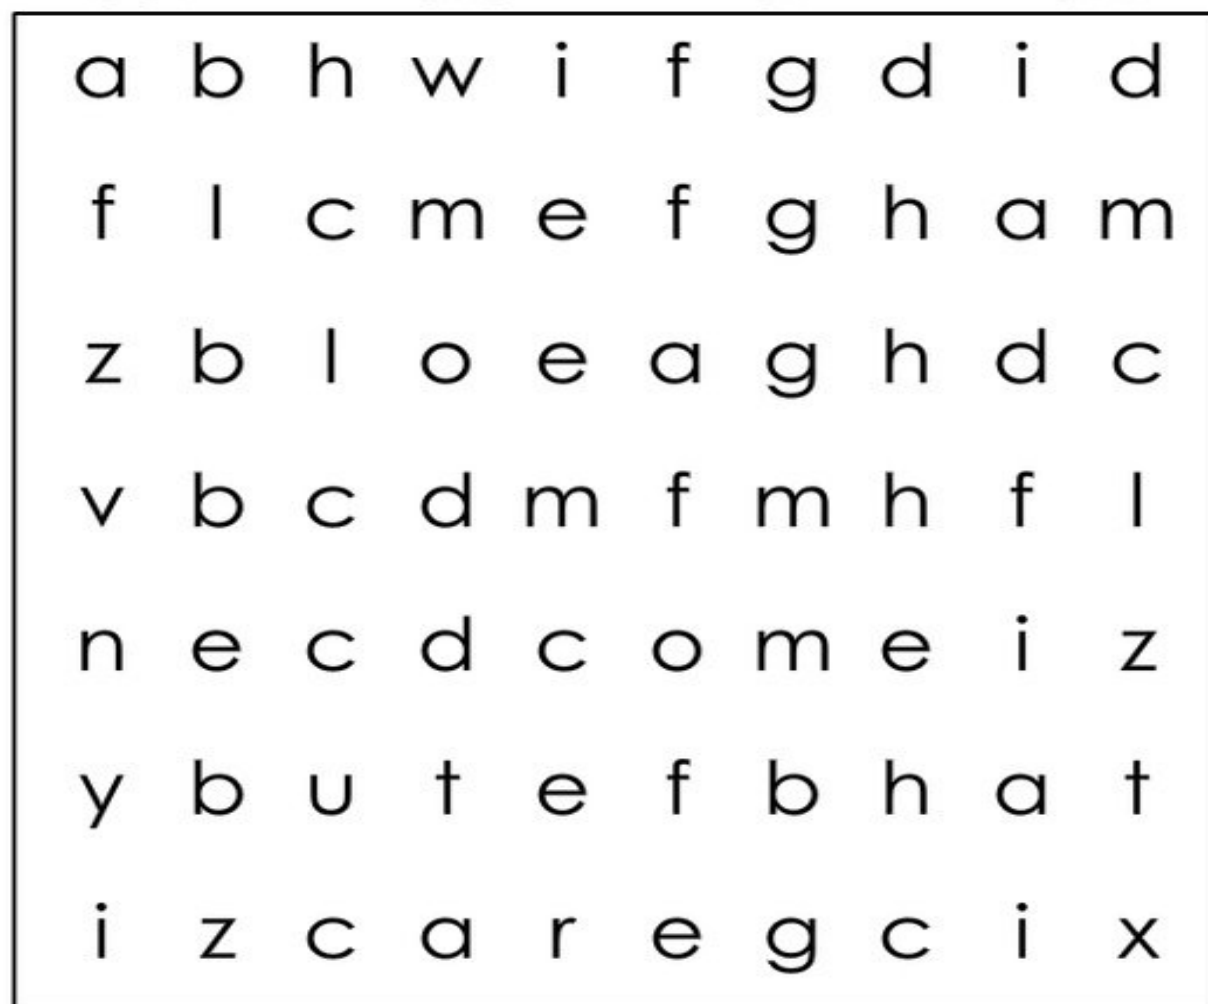 a b h w i f g d i d
f l c m e f g h a m
z b l o e a g h d c
v b c d m f m h f l
n e c d c o m e i z
y b u t e f b h a t
i z c a r e g c i x